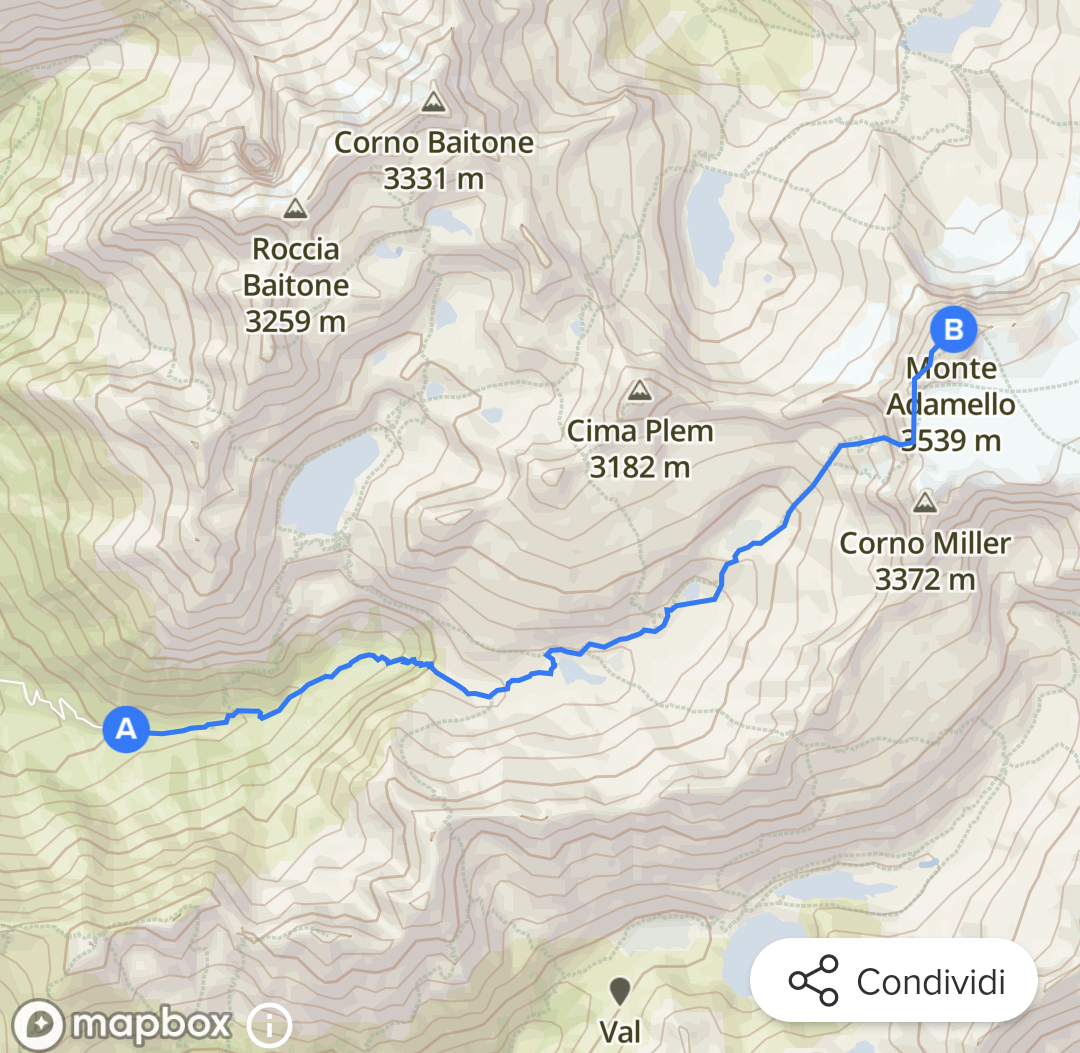 Corno Baitone
3331 m
Roccia
Baitone
3259 m
B
Monte
Adamello
3539 m
Cima Plem
3182 m
Corno Miller
3372 m
A
Condividi
mapbox
i
Val